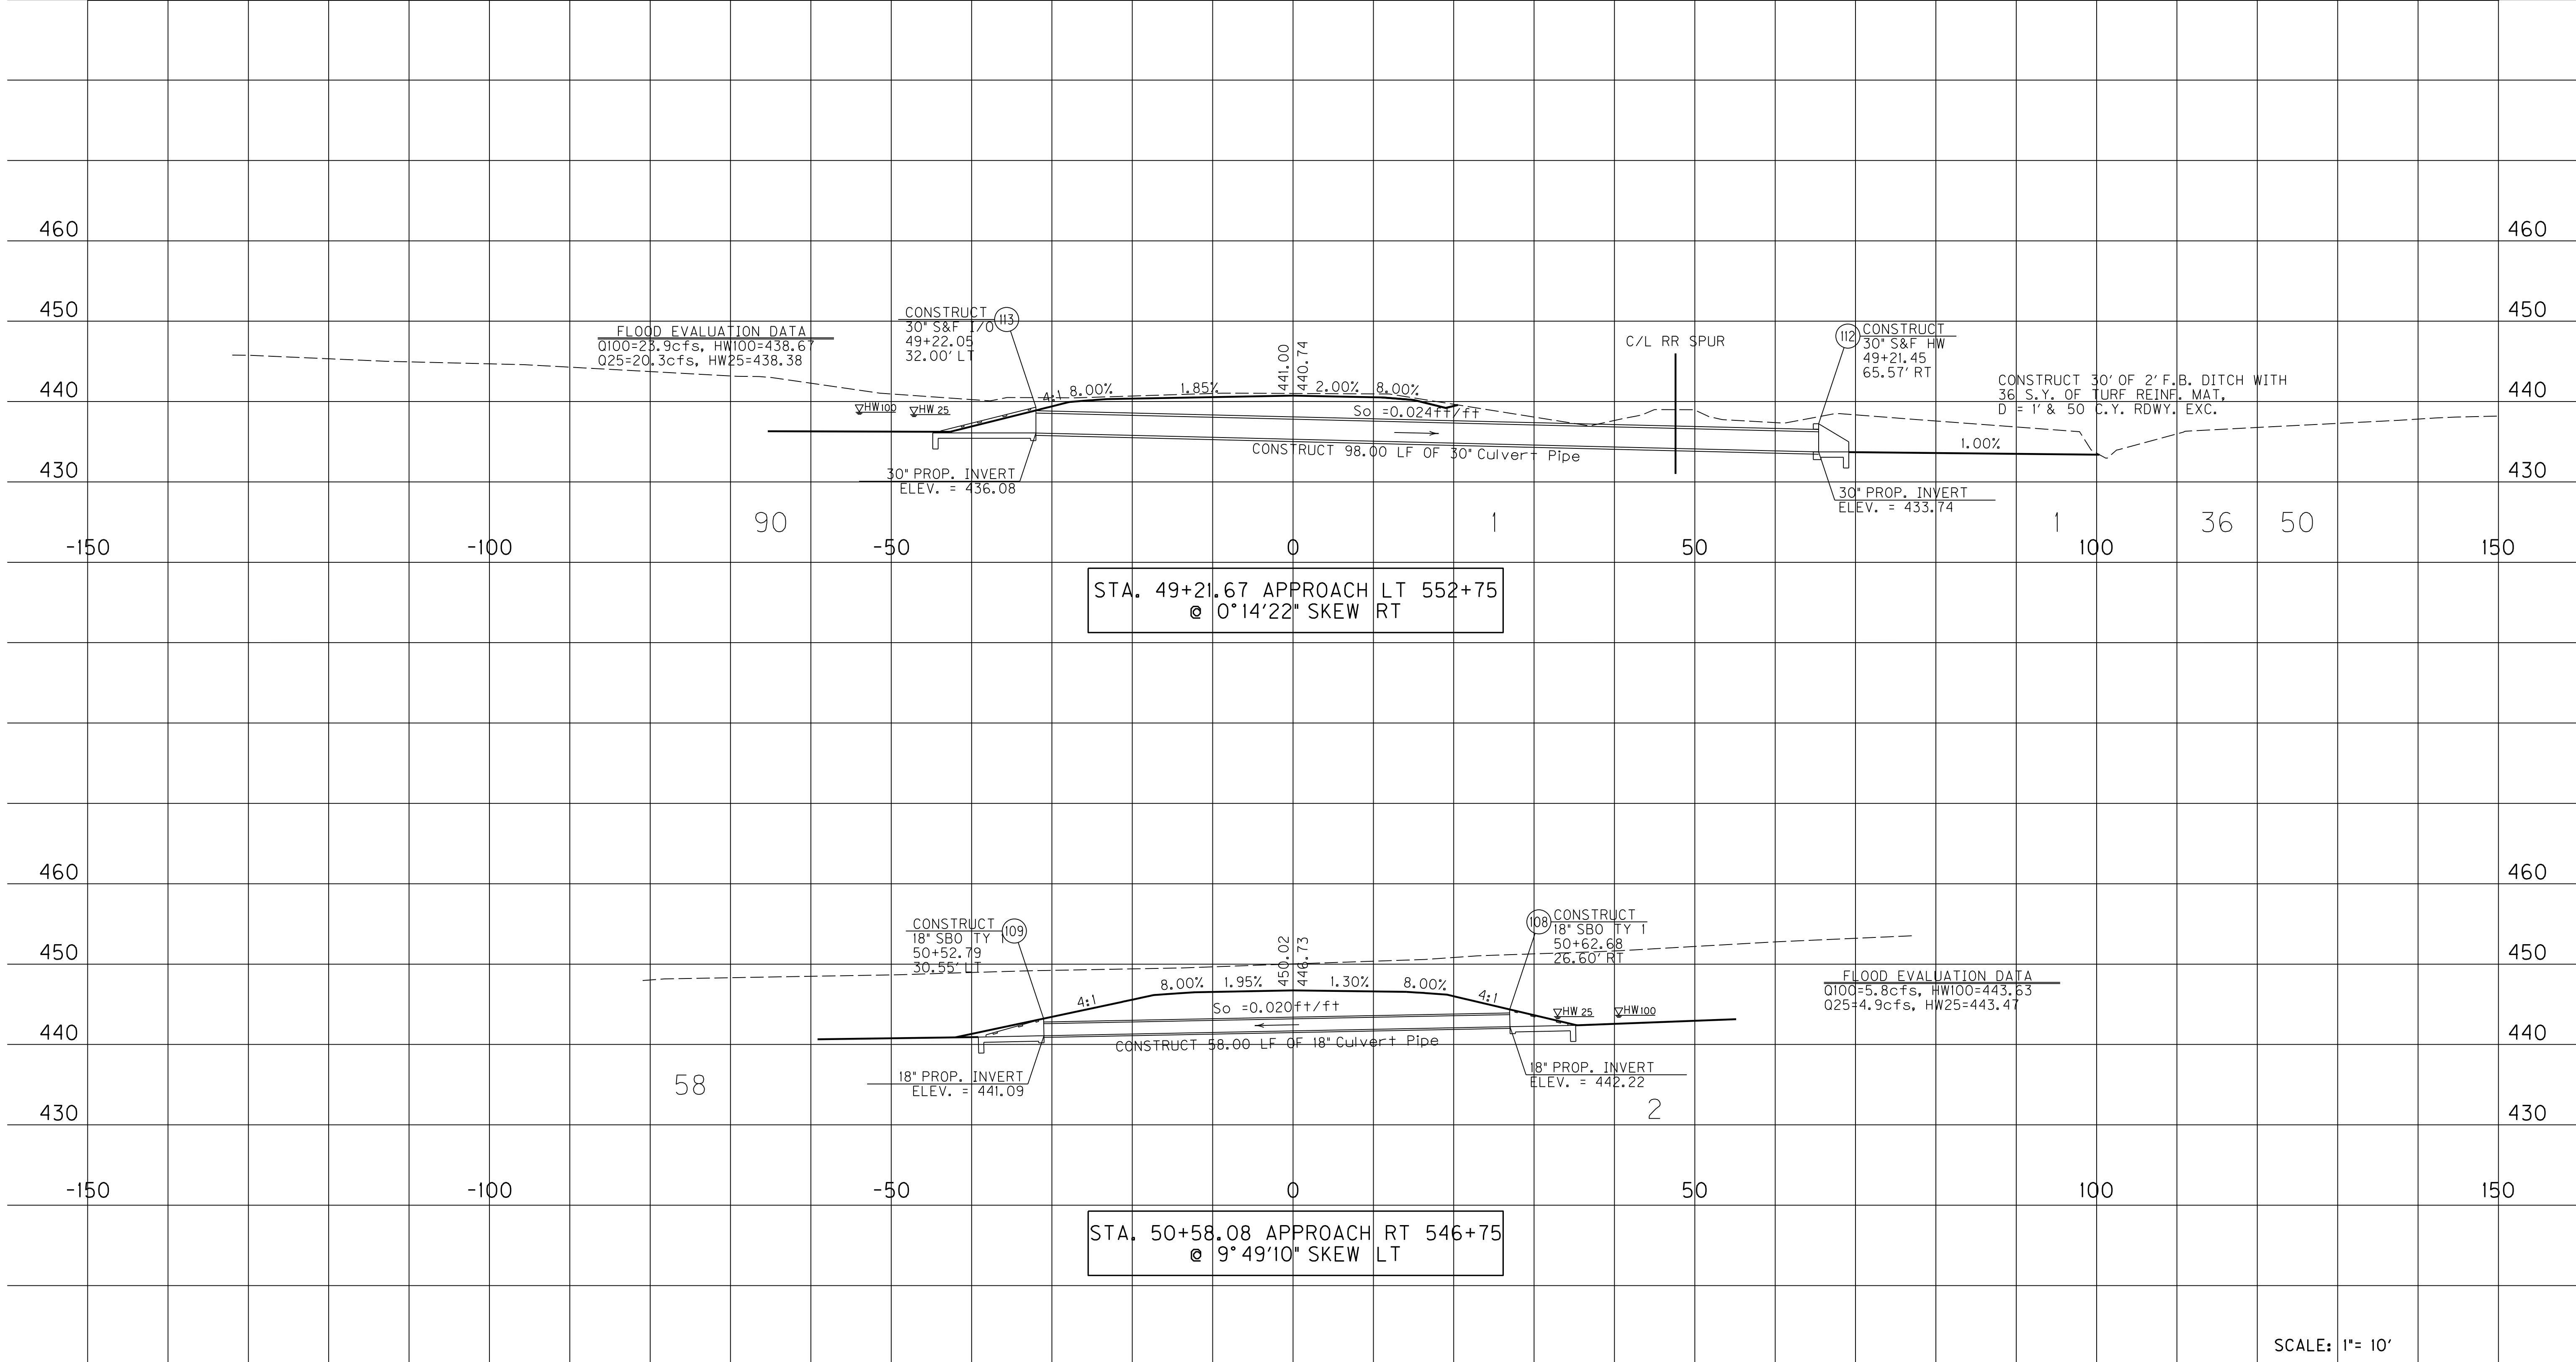 460
460
450
450
FLOOD EVALUATION DATA
Q100=23.9cfs, HW100=438.67
Q25=20.3cfs, HW25=438.38
CONSTRUCT
30" S&F I/O
49+22.05
32.00' LT
113
441.00
440.74
C/L RR SPUR
112
CONSTRUCT
30" S&F HW
49+21.45
65.57' RT
CONSTRUCT 30' OF 2' F.B. DITCH WITH
36 S.Y. OF TURF REINF. MAT,
D = 1' & 50 C.Y. RDWY. EXC.
440
440
HW100
HW 25
4:1
8.00%
1.85%
2.00%
8.00%
So =0.024ft/ft
CONSTRUCT 98.00 LF OF 30" Culvert Pipe
1.00%
430
430
30" PROP. INVERT
ELEV. = 436.08
30" PROP. INVERT
ELEV. = 433.74
90
1
1
36
50
-150
-100
-50
0
50
100
150
STA. 49+21.67 APPROACH LT 552+75
@ 0°14'22" SKEW RT
460
460
450
450
CONSTRUCT
18" SBO TY 1
50+52.79
30.55' LT
109
450.02
446.73
108
CONSTRUCT
18" SBO TY 1
50+62.68
26.60' RT
FLOOD EVALUATION DATA
Q100=5.8cfs, HW100=443.63
Q25=4.9cfs, HW25=443.47
4:1
8.00%
1.95%
1.30%
8.00%
4:1
So =0.020ft/ft
HW 25
HW100
440
440
CONSTRUCT 58.00 LF OF 18" Culvert Pipe
18" PROP. INVERT
ELEV. = 441.09
18" PROP. INVERT
ELEV. = 442.22
58
2
430
430
-150
-100
-50
0
50
100
150
STA. 50+58.08 APPROACH RT 546+75
@ 9°49'10" SKEW LT
SCALE: 1"= 10'